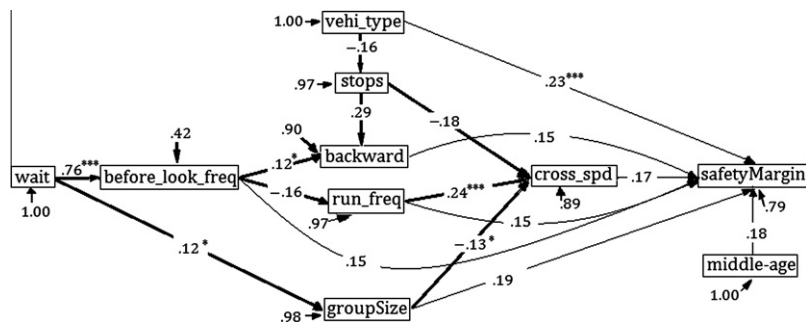 1.00 vehi_type
−.16 .23***
.97 stops
.29 −.18
.42 .90 .15
wait .76*** before_look_freq .12* backward cross_spd .17 safetyMargin
1.00 −.16 run_freq .24*** .89 .79
.97 .15
.12* .15 −.13* .19 .18
middle-age
1.00
.98 groupSize